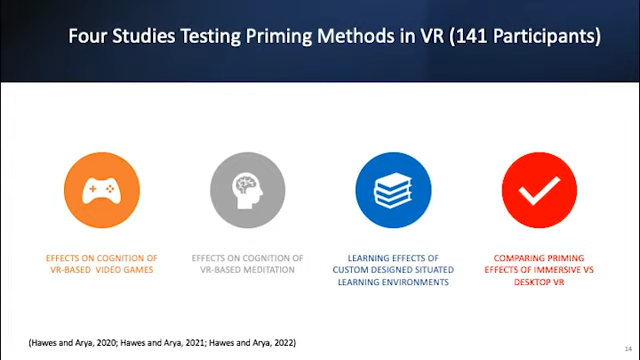 Four Studies Testing Priming Methods in VR (141 Participants)
EFFECTS ON COGNITION OF
VR-BASED VIDEO GAMES
EFFECTS ON COGNITION OF
VR-BASED MEDITATION
LEARNING EFFECTS OF
CUSTOM DESIGNED SITUATED
LEARNING ENVIRONMENTS
COMPARING PRIMING
EFFECTS OF IMMERSIVE VS
DESKTOP VR
(Hawes and Arya, 2020; Hawes and Arya, 2021; Hawes and Arya, 2022)
14